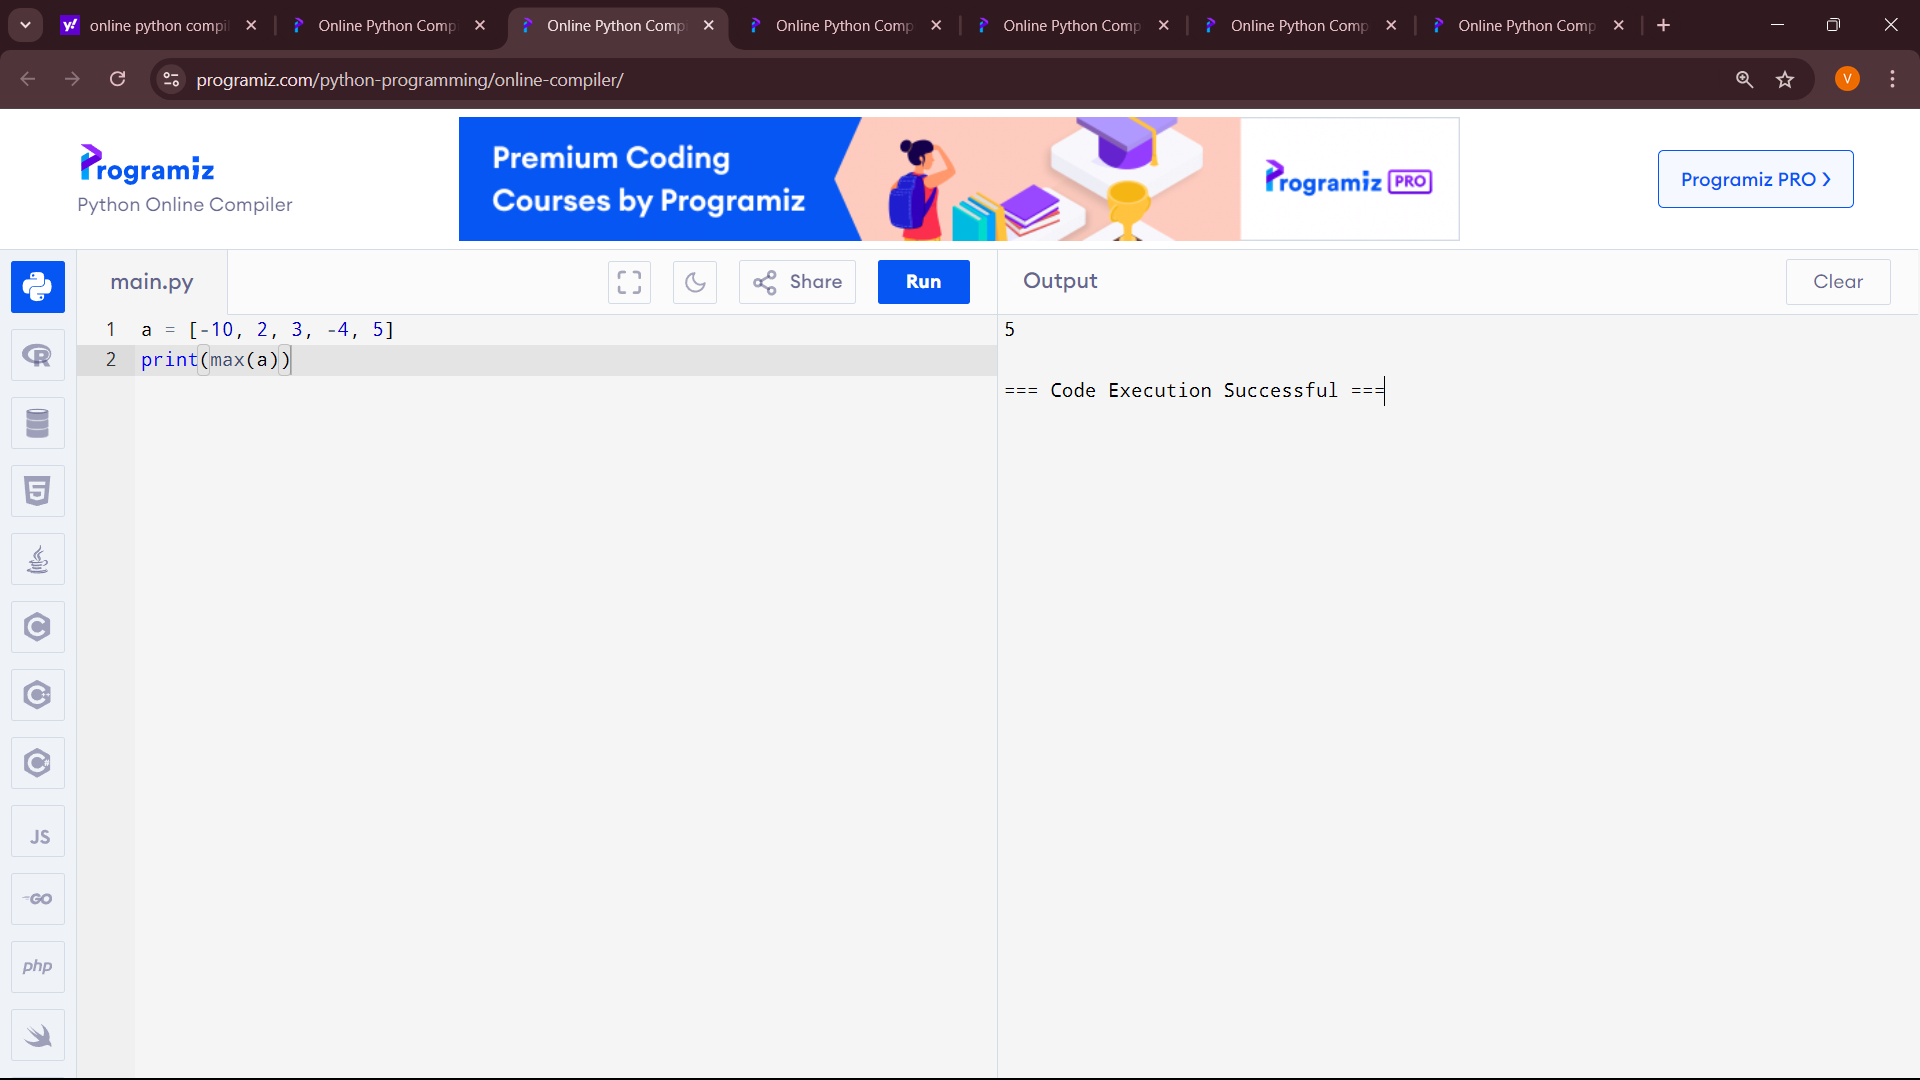 online python compil
Online Python Comp
Online Python Comp
Online Python Comp
Online Python Comp
Online Python Comp
Online Python Comp
programiz.com/python-programming/online-compiler/
V
Programiz
Python Online Compiler
Premium Coding
Courses by Programiz
Programiz PRO
Programiz PRO
main.py
Share
Run
Output
Clear
1 a = [-10, 2, 3, -4, 5]
2 print(max(a))
5
=== Code Execution Successful ===
R
5
C
C++
C#
JS
GO
php